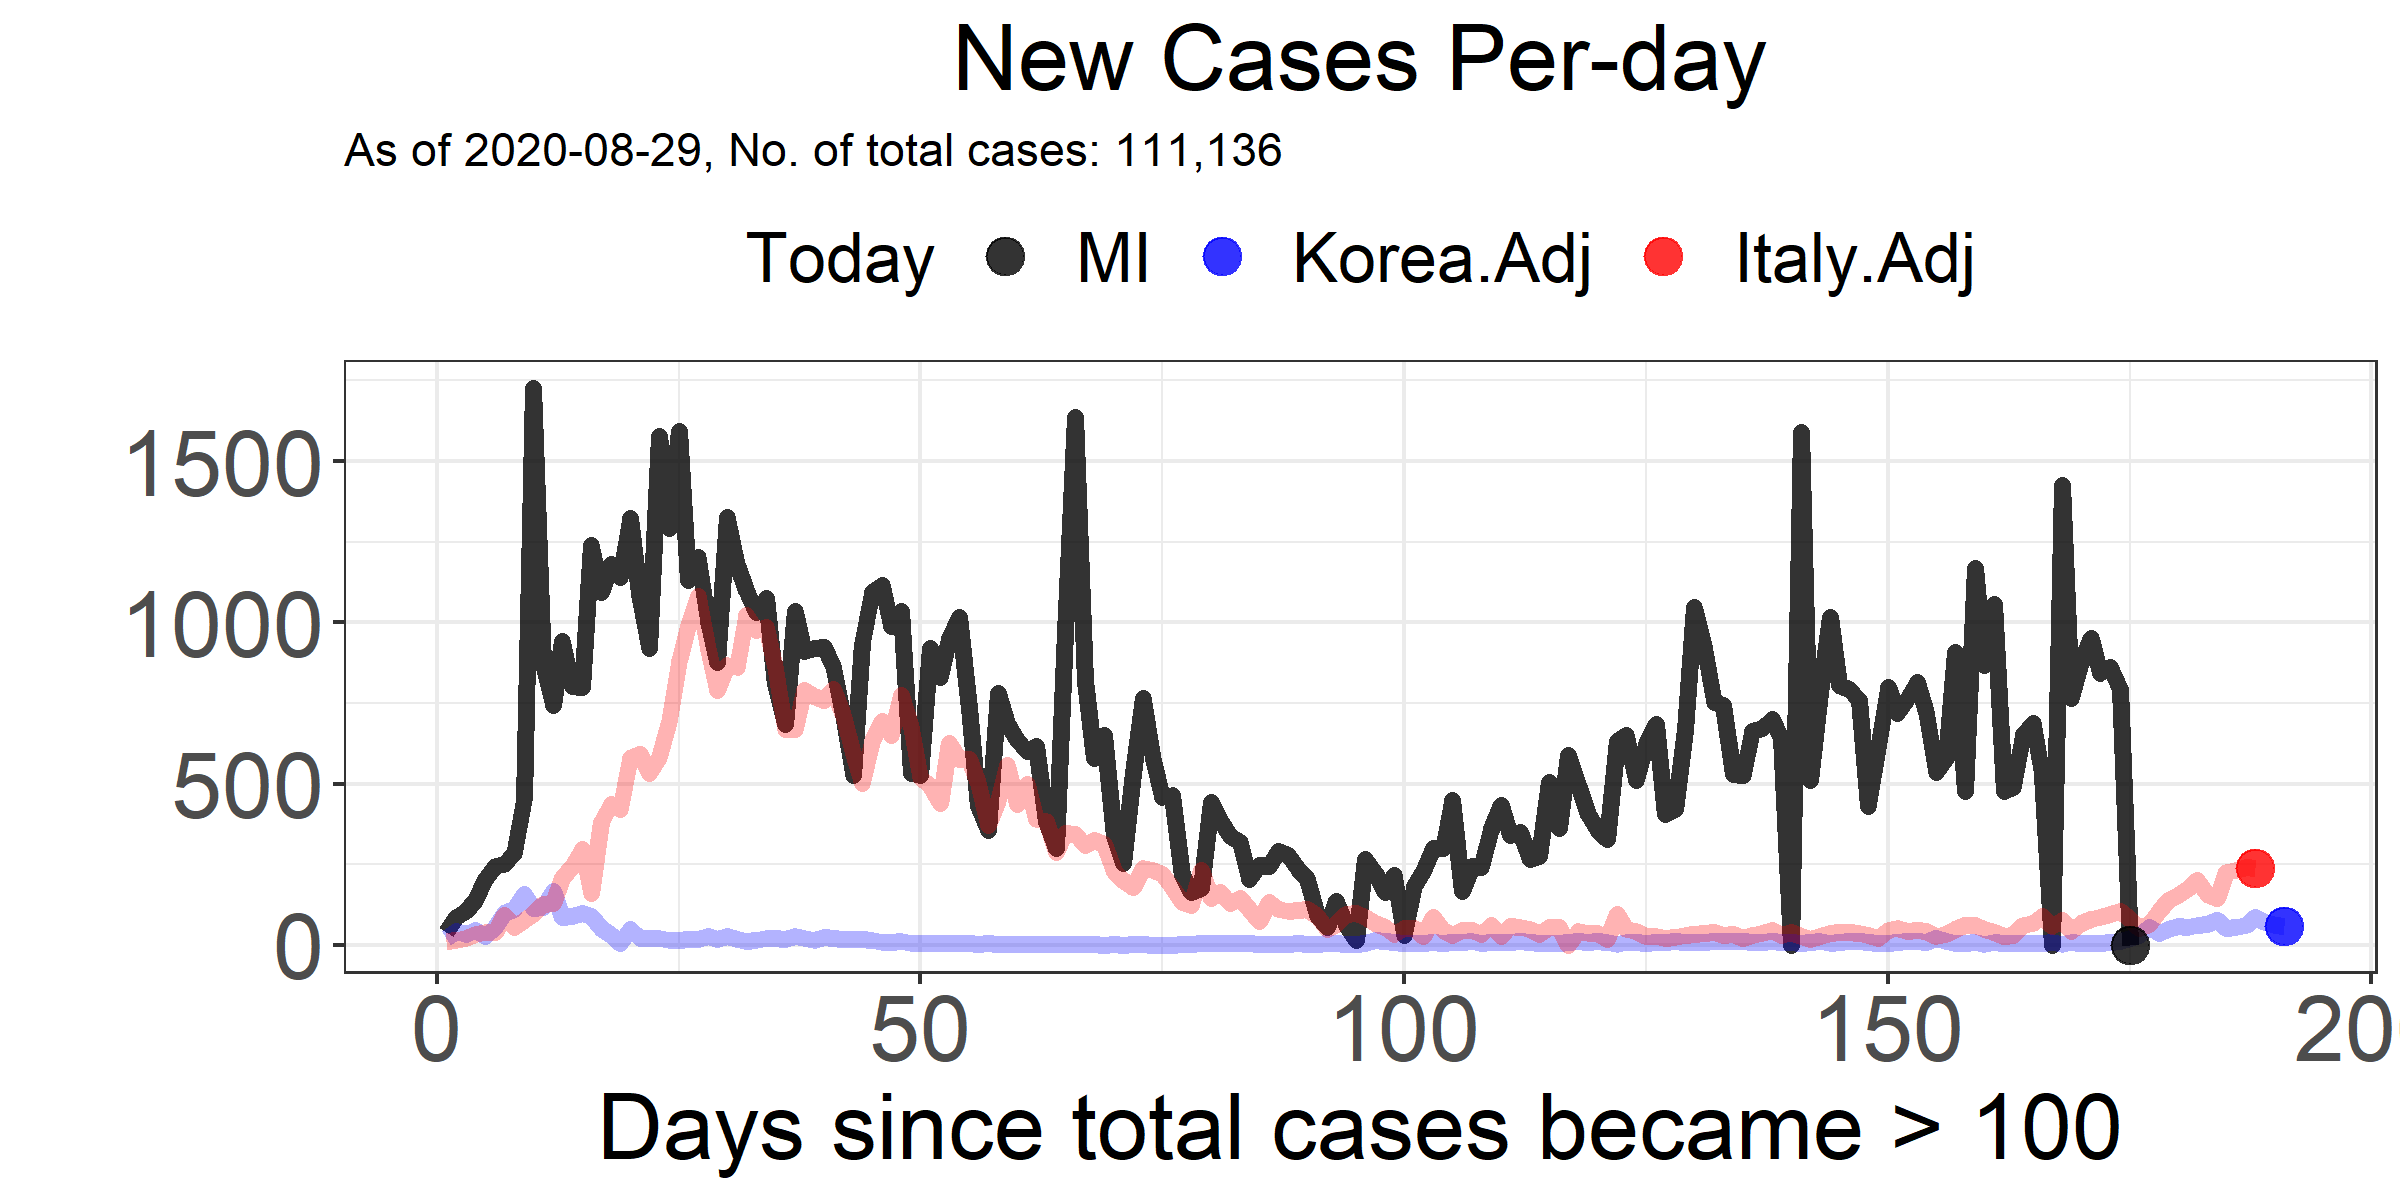 New Cases Per-day
As of 2020-08-29, No. of total cases: 111,136
Today MI Korea.Adj Italy.Adj
1500
1000
500
0
0 50 100 150 20
Days since total cases became > 100